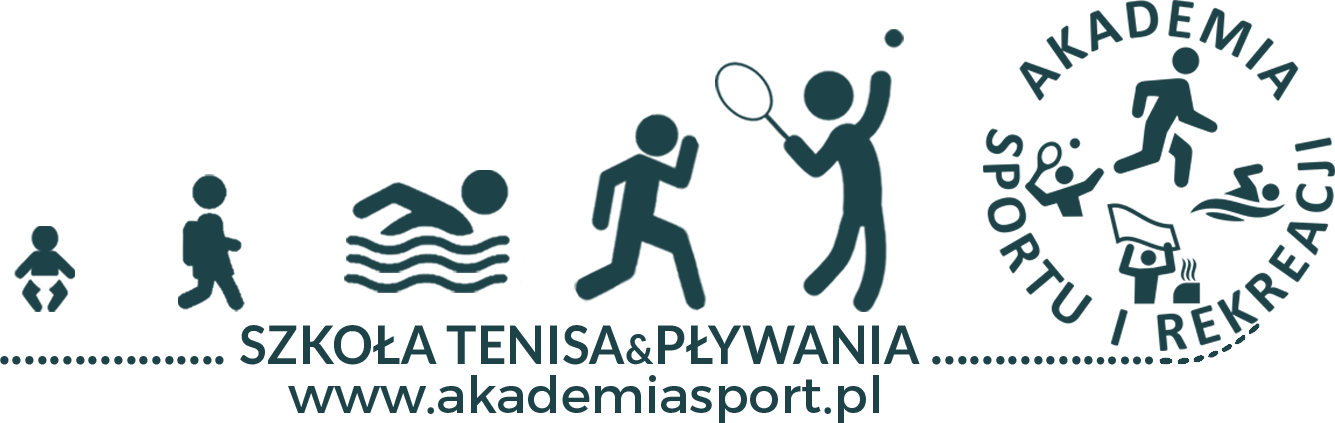 AKADEMIA
SPORTU I REKREACJI
SZKOŁA TENISA&PŁYWANIA
www.akademiasport.pl